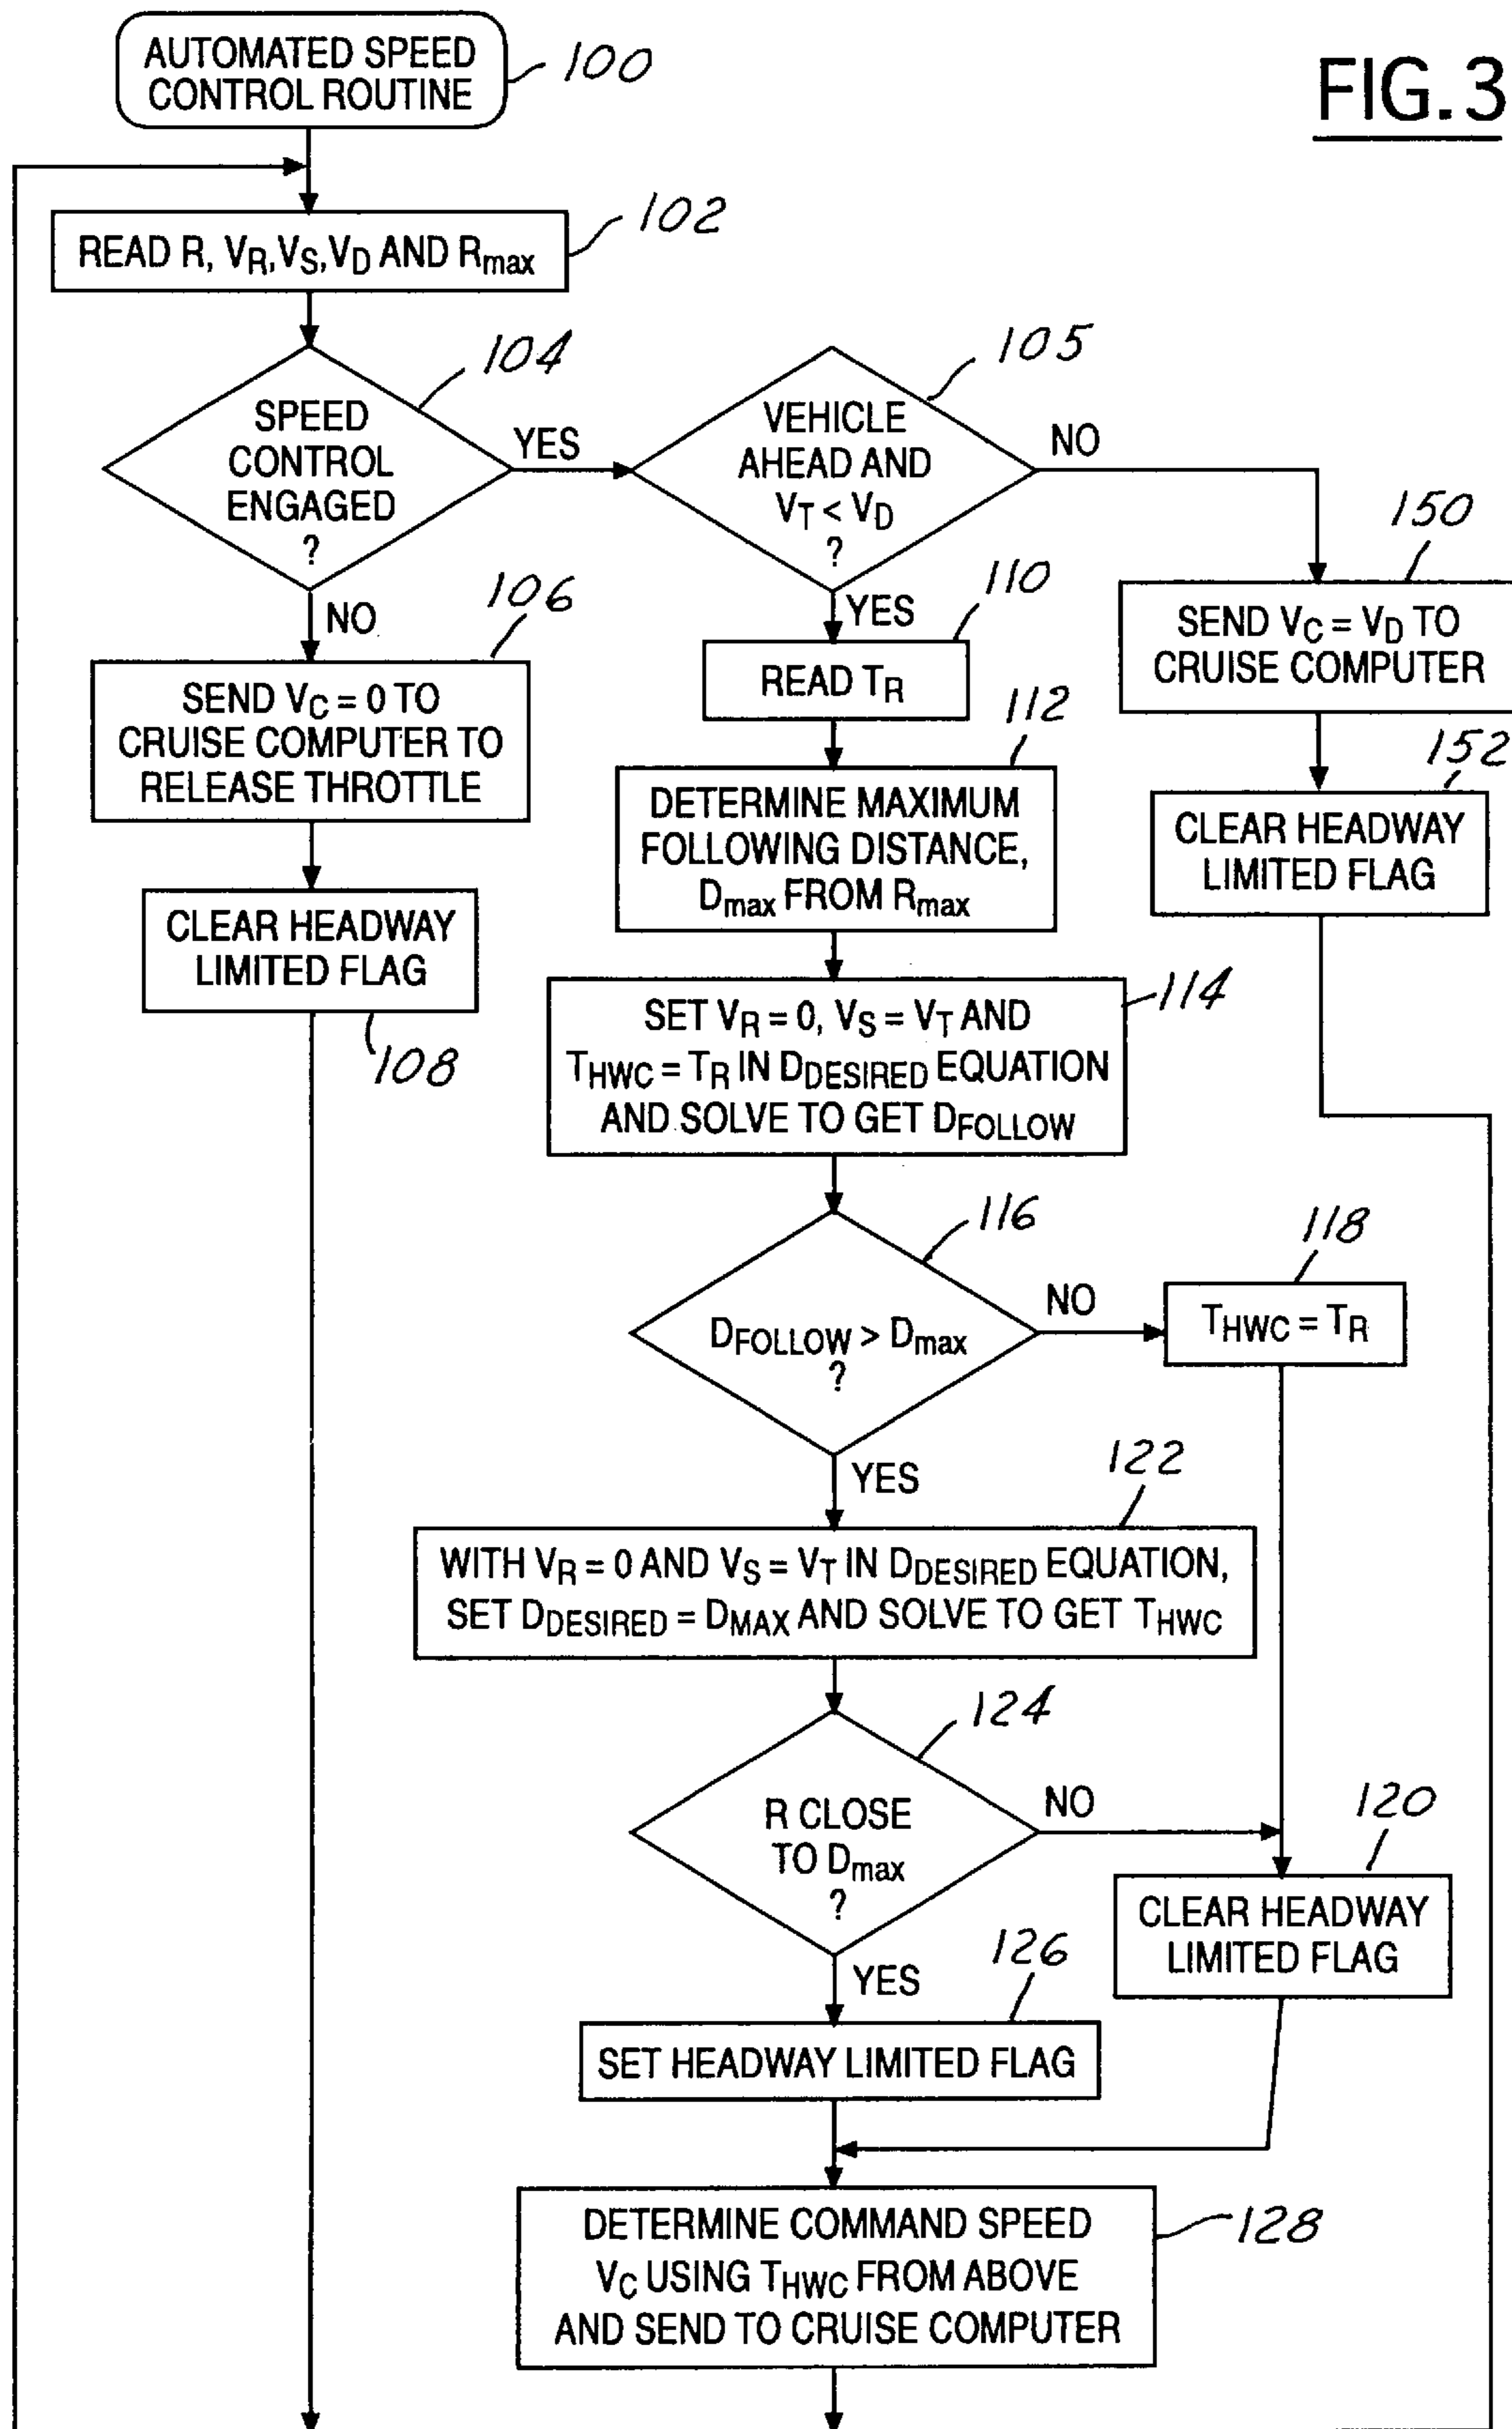 FIG. 3
AUTOMATED SPEED
CONTROL ROUTINE
100
READ R, VR,VS,VD AND Rmax
102
SPEED
CONTROL
ENGAGED
?
104
YES
NO
VEHICLE
AHEAD AND
VT < VD
?
105
NO
YES
SEND VC = 0 TO
CRUISE COMPUTER TO
RELEASE THROTTLE
106
CLEAR HEADWAY
LIMITED FLAG
108
READ TR
110
SEND VC = VD TO
CRUISE COMPUTER
150
CLEAR HEADWAY
LIMITED FLAG
152
DETERMINE MAXIMUM
FOLLOWING DISTANCE,
Dmax FROM Rmax
112
SET VR = 0, VS = VT AND
THWC = TR IN DDESIRED EQUATION
AND SOLVE TO GET DFOLLOW
114
DFOLLOW > Dmax
?
116
NO
THWC = TR
118
YES
WITH VR = 0 AND VS = VT IN DDESIRED EQUATION,
SET DDESIRED = DMAX AND SOLVE TO GET THWC
122
R CLOSE
TO Dmax
?
124
NO
CLEAR HEADWAY
LIMITED FLAG
120
YES
SET HEADWAY LIMITED FLAG
126
DETERMINE COMMAND SPEED
VC USING THWC FROM ABOVE
AND SEND TO CRUISE COMPUTER
128